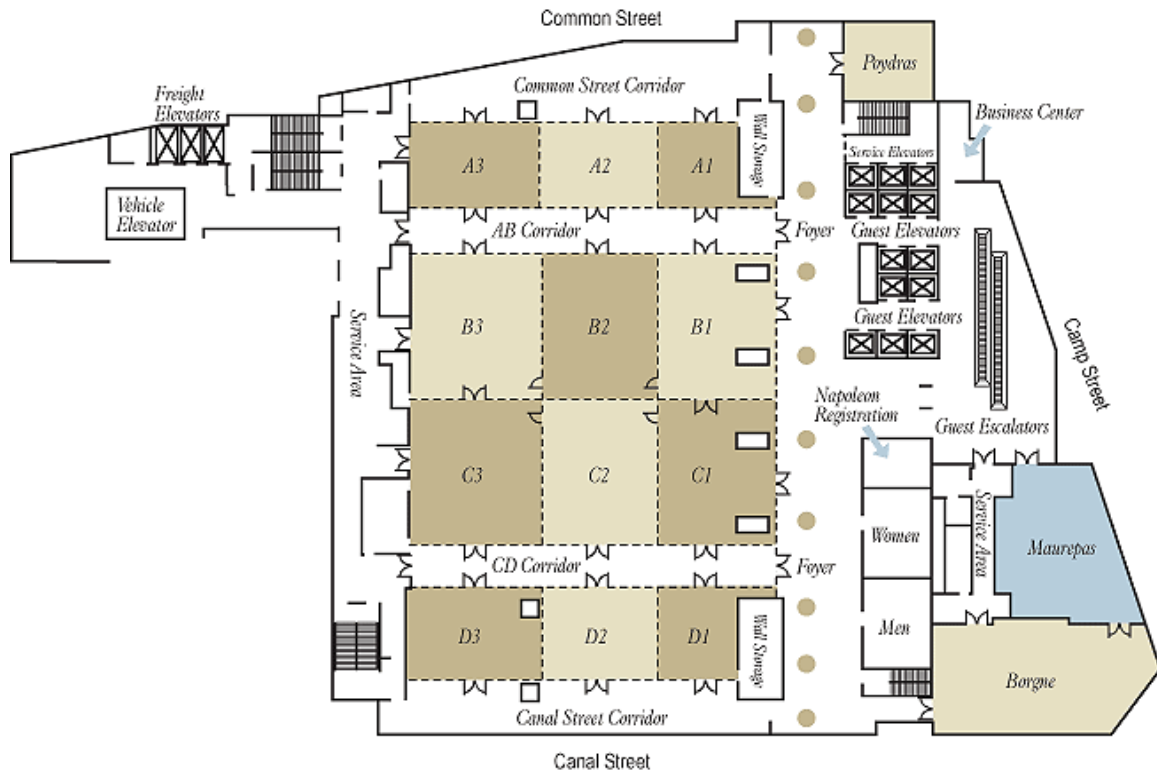 Common Street
Poydras
Common Street Corridor
Freight
Elevators
Business Center
Wall Storage
A3
A2
A1
Service Elevators
Vehicle
Elevator
AB Corridor
Foyer
Guest Elevators
B3
B2
B1
Guest Elevators
Service Area
Camp Street
Napoleon
Registration
Guest Escalators
C3
C2
C1
Women
Service Area
Maurepas
CD Corridor
Foyer
D3
D2
D1
Wall Storage
Men
Borgne
Canal Street Corridor
Canal Street